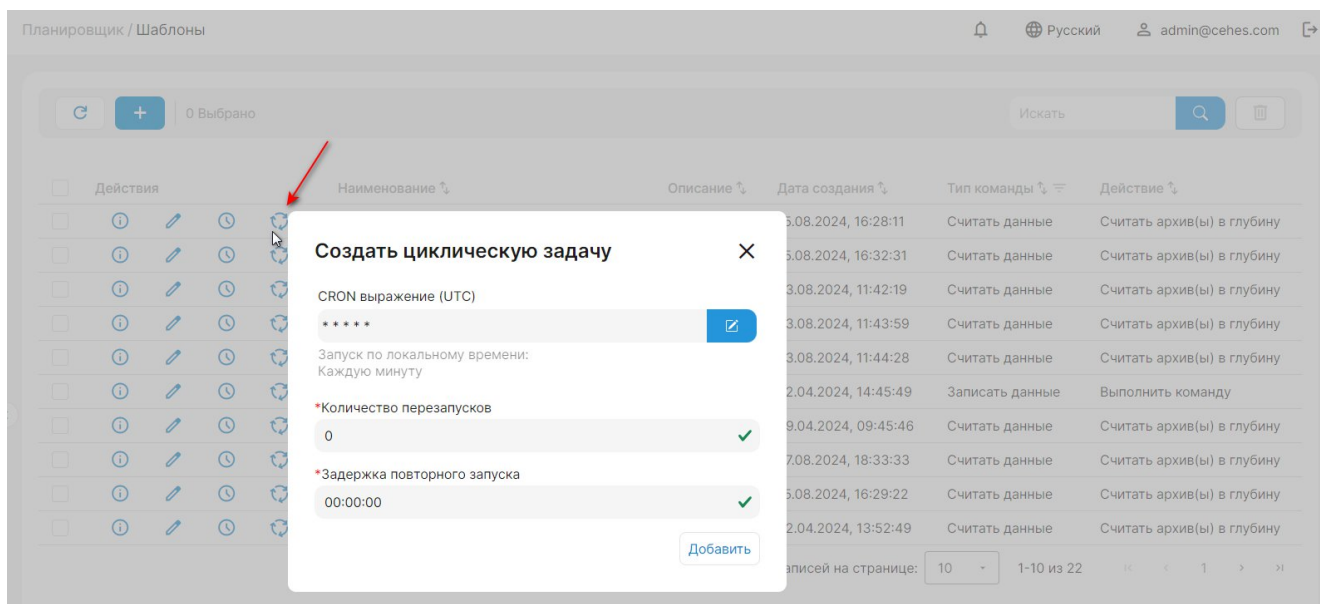 Планировщик / Шаблоны
Русский
admin@cehes.com
0 Выбрано
Искать
Действия Наименование Описание Дата создания Тип команды Действие
5.08.2024, 16:28:11 Считать данные Считать архив(ы) в глубину
5.08.2024, 16:32:31 Считать данные Считать архив(ы) в глубину
3.08.2024, 11:42:19 Считать данные Считать архив(ы) в глубину
3.08.2024, 11:43:59 Считать данные Считать архив(ы) в глубину
3.08.2024, 11:44:28 Считать данные Считать архив(ы) в глубину
2.04.2024, 14:45:49 Записать данные Выполнить команду
9.04.2024, 09:45:46 Считать данные Считать архив(ы) в глубину
7.08.2024, 18:33:33 Считать данные Считать архив(ы) в глубину
5.08.2024, 16:29:22 Считать данные Считать архив(ы) в глубину
2.04.2024, 13:52:49 Считать данные Считать архив(ы) в глубину
аписей на странице: 10 1-10 из 22 1
Создать циклическую задачу
CRON выражение (UTC)
* * * * *
Запуск по локальному времени:
Каждую минуту
*Количество перезапусков
0
*Задержка повторного запуска
00:00:00
Добавить